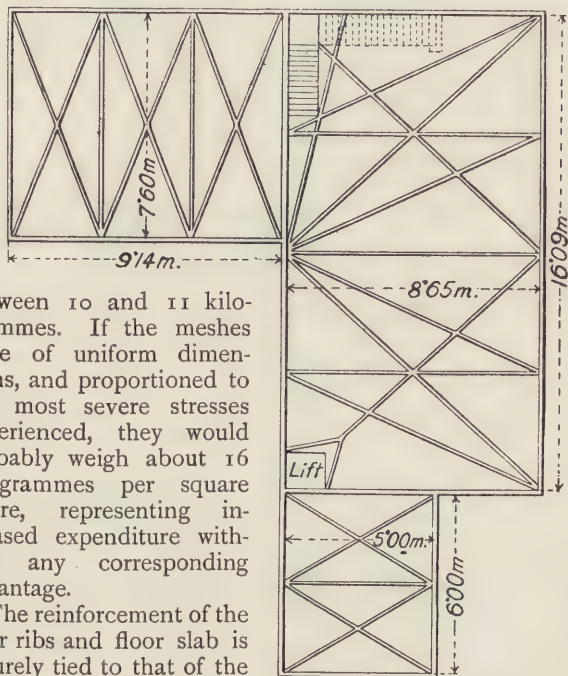 7·60m
9·14m.
16·09m
8·65m.
Lift
5·00m.
6·00m
ween 10 and 11 kilo-
mmes. If the meshes
e of uniform dimen-
ns, and proportioned to
most severe stresses
erienced, they would
bably weigh about 16
grammes per square
re, representing in-
ased expenditure with-
any corresponding
antage.
The reinforcement of the
r ribs and floor slab is
urely tied to that of the